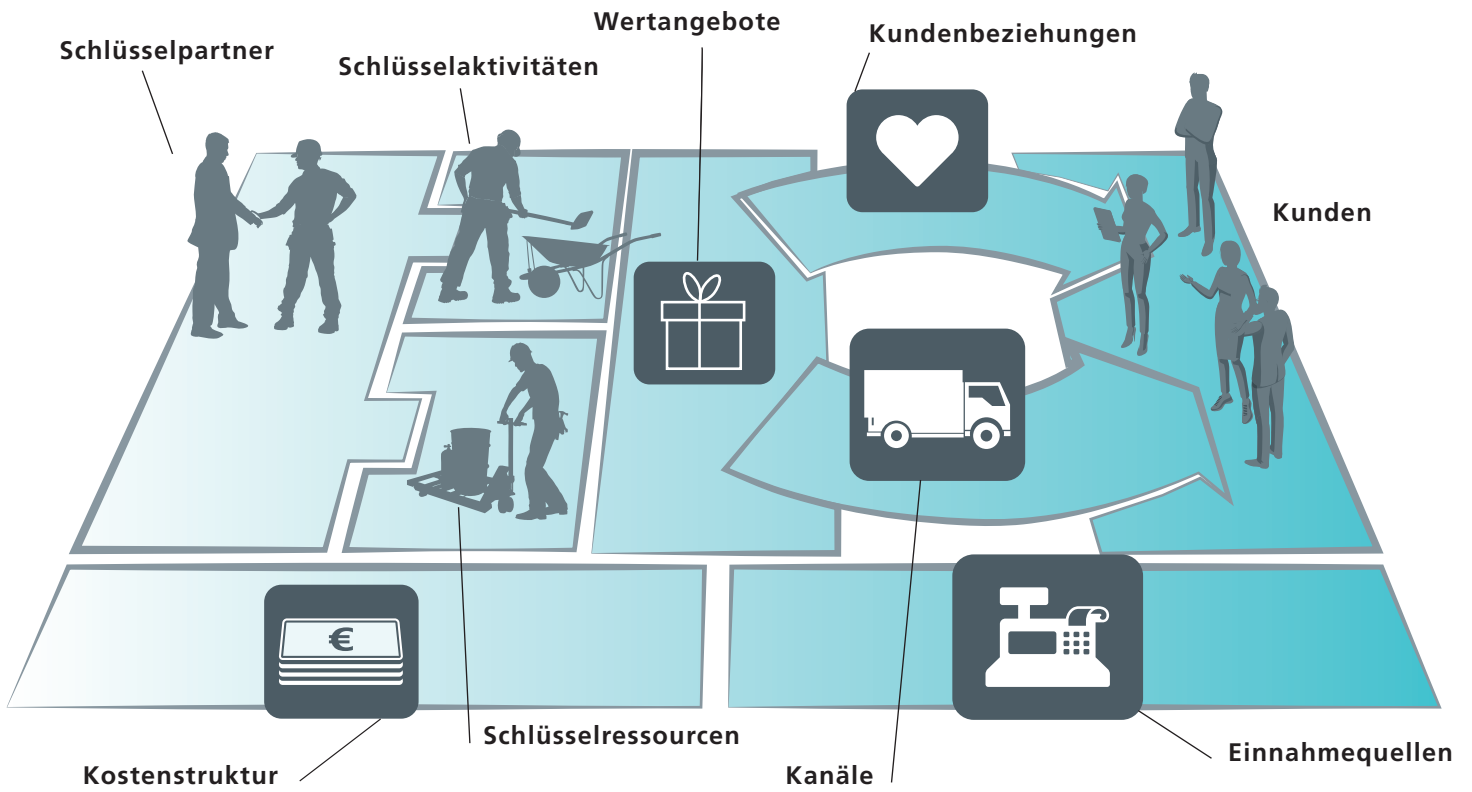 Wertangebote
Kundenbeziehungen
Schlüsselpartner
Schlüsselaktivitäten
Kunden
€
Schlüsselressourcen
Einnahmequellen
Kostenstruktur
Kanäle